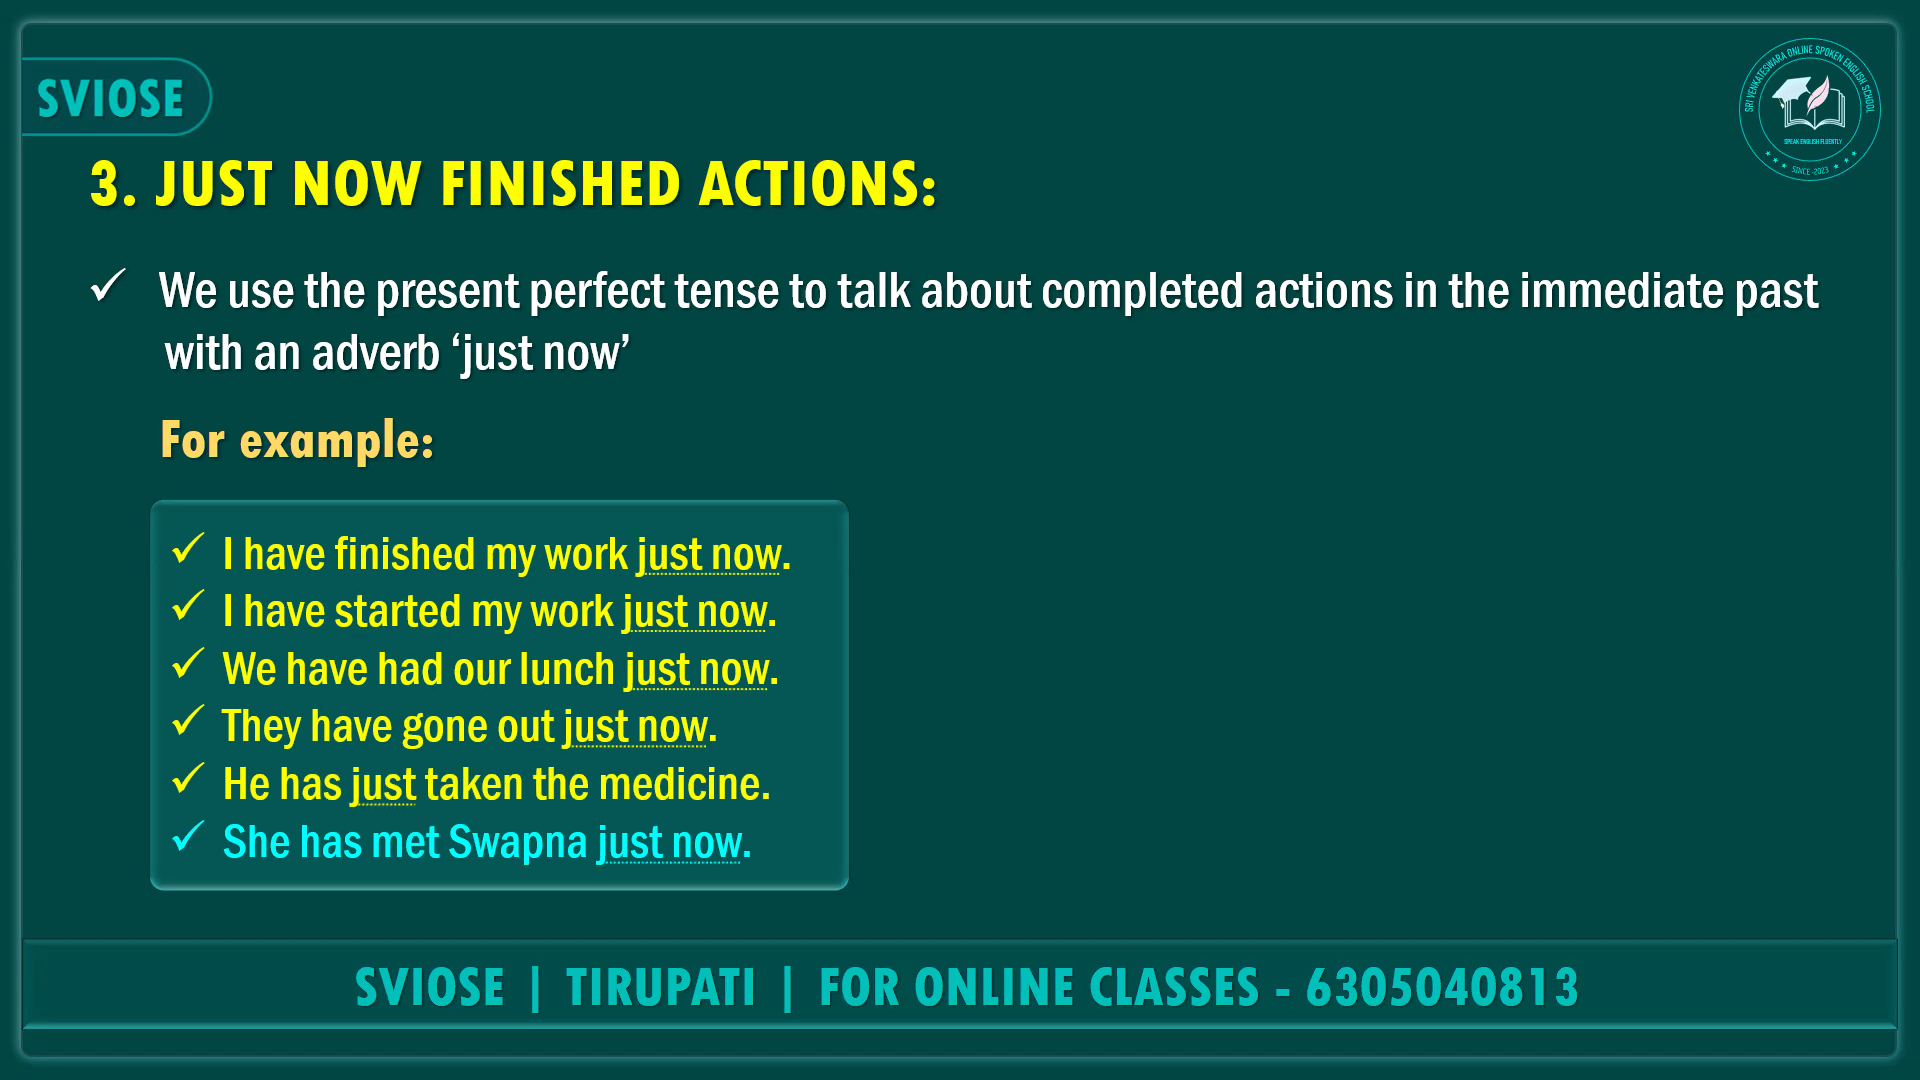 SVIOSE
SRI VENKATESWARA ONLINE SPOKEN ENGLISH SCHOOL
SPEAK ENGLISH FLUENTLY
SINCE -2023
3. JUST NOW FINISHED ACTIONS:
✓ We use the present perfect tense to talk about completed actions in the immediate past
with an adverb ‘just now’
For example:
✓ I have finished my work just now.
✓ I have started my work just now.
✓ We have had our lunch just now.
✓ They have gone out just now.
✓ He has just taken the medicine.
✓ She has met Swapna just now.
SVIOSE | TIRUPATI | FOR ONLINE CLASSES - 6305040813